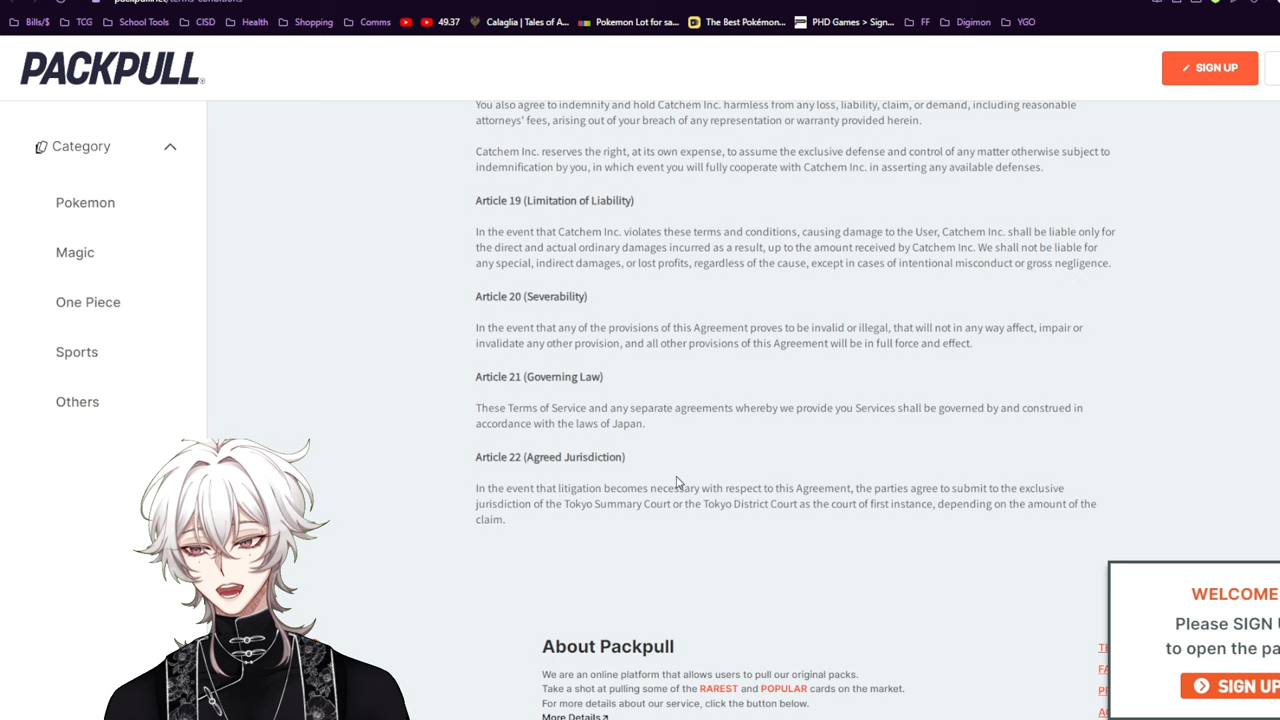 packpull.net/terms-conditions
Bills/$ TCG School Tools CISD Health Shopping Comms 49.37 Calaglia | Tales of A... Pokemon Lot for sa... The Best Pokémon... PHD Games > Sign... FF Digimon YGO
PACKPULL
SIGN UP
Category
Pokemon
Magic
One Piece
Sports
Others
You also agree to indemnify and hold Catchem Inc. harmless from any loss, liability, claim, or demand, including reasonable
attorneys' fees, arising out of your breach of any representation or warranty provided herein.
Catchem Inc. reserves the right, at its own expense, to assume the exclusive defense and control of any matter otherwise subject to
indemnification by you, in which event you will fully cooperate with Catchem Inc. in asserting any available defenses.
Article 19 (Limitation of Liability)
In the event that Catchem Inc. violates these terms and conditions, causing damage to the User, Catchem Inc. shall be liable only for
the direct and actual ordinary damages incurred as a result, up to the amount received by Catchem Inc. We shall not be liable for
any special, indirect damages, or lost profits, regardless of the cause, except in cases of intentional misconduct or gross negligence.
Article 20 (Severability)
In the event that any of the provisions of this Agreement proves to be invalid or illegal, that will not in any way affect, impair or
invalidate any other provision, and all other provisions of this Agreement will be in full force and effect.
Article 21 (Governing Law)
These Terms of Service and any separate agreements whereby we provide you Services shall be governed by and construed in
accordance with the laws of Japan.
Article 22 (Agreed Jurisdiction)
In the event that litigation becomes necessary with respect to this Agreement, the parties agree to submit to the exclusive
jurisdiction of the Tokyo Summary Court or the Tokyo District Court as the court of first instance, depending on the amount of the
claim.
About Packpull
We are an online platform that allows users to pull our original packs.
Take a shot at pulling some of the RAREST and POPULAR cards on the market.
For more details about our service, click the button below.
More Details
WELCOME
Please SIGN U
to open the pa
SIGN UP